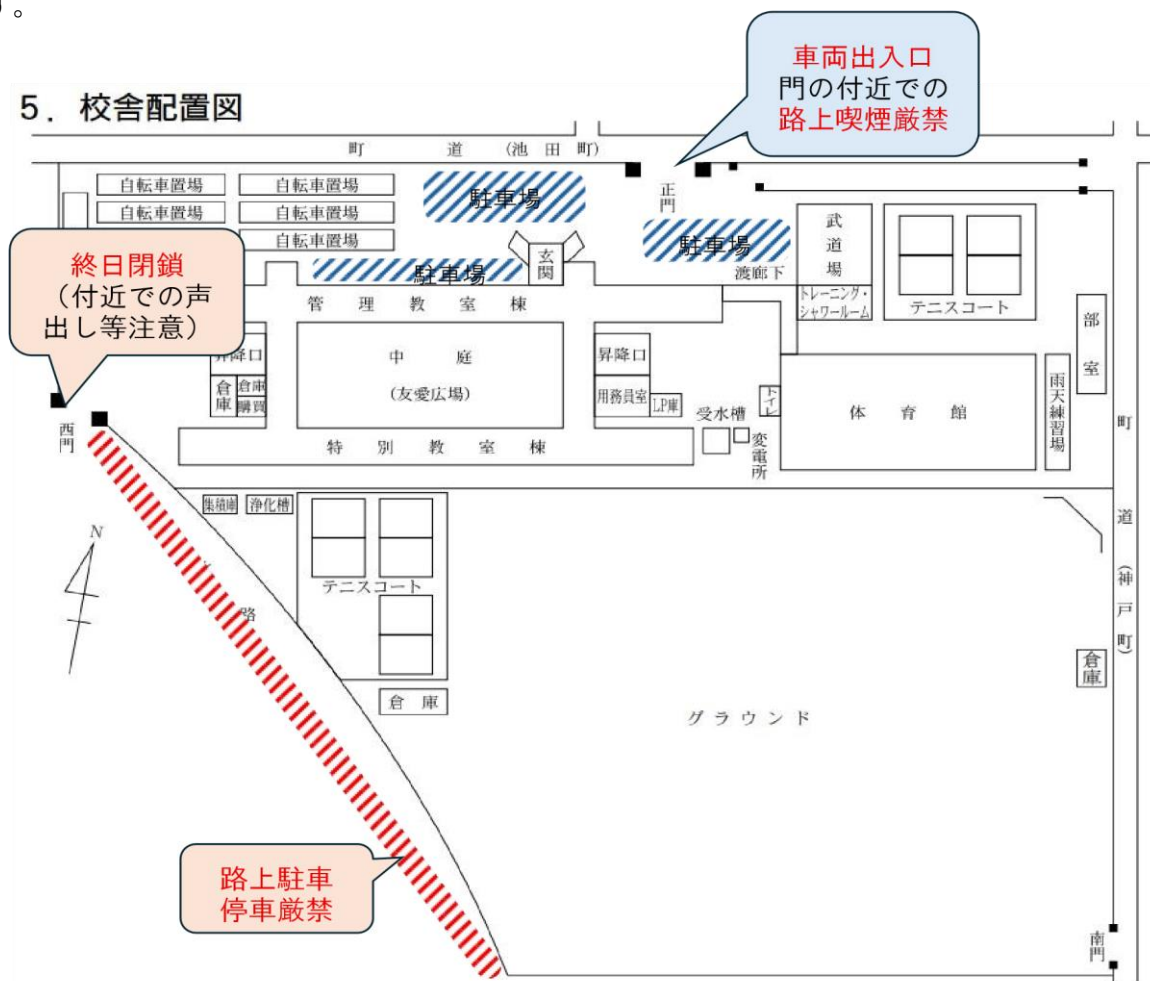 。
車両出入口
門の付近での
路上喫煙厳禁
5．校舎配置図
町道(池田町)
自転車置場
自転車置場
駐車場
正門
自転車置場
自転車置場
自転車置場
駐車場
武道場
終日閉鎖
（付近での声
出し等注意）
玄関
駐車場
渡廊下
管理教室棟
トレーニング・
シャワールーム
テニスコート
部室
昇降口
中庭
(友愛広場)
昇降口
倉庫
倉庫
購買
用務員室
LP庫
トイレ
体育館
雨天練習場
受水槽
変電所
西門
特別教室棟
町道(神戸町)
集積庫
浄化槽
N
テニスコート
路
倉庫
倉庫
グラウンド
路上駐車
停車厳禁
南門